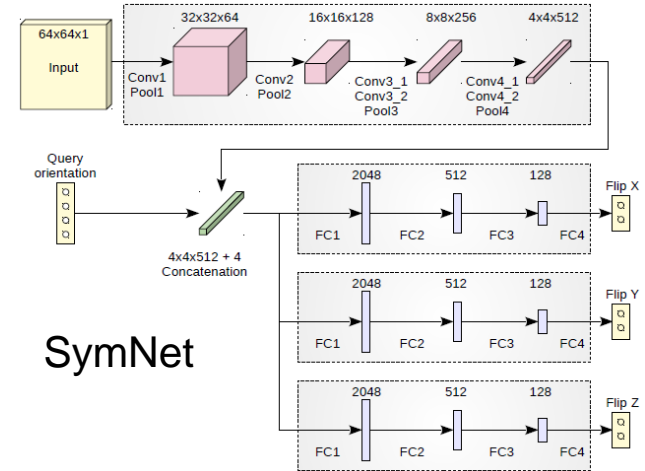 64x64x1
Input
32x32x64
16x16x128
8x8x256
4x4x512
Conv1
Pool1
Conv2
Pool2
Conv3_1
Conv3_2
Pool3
Conv4_1
Conv4_2
Pool4
Query
orientation
4x4x512 + 4
Concatenation
2048
512
128
Flip X
FC1
FC2
FC3
FC4
2048
512
128
Flip Y
FC1
FC2
FC3
FC4
SymNet
2048
512
128
Flip Z
FC1
FC2
FC3
FC4